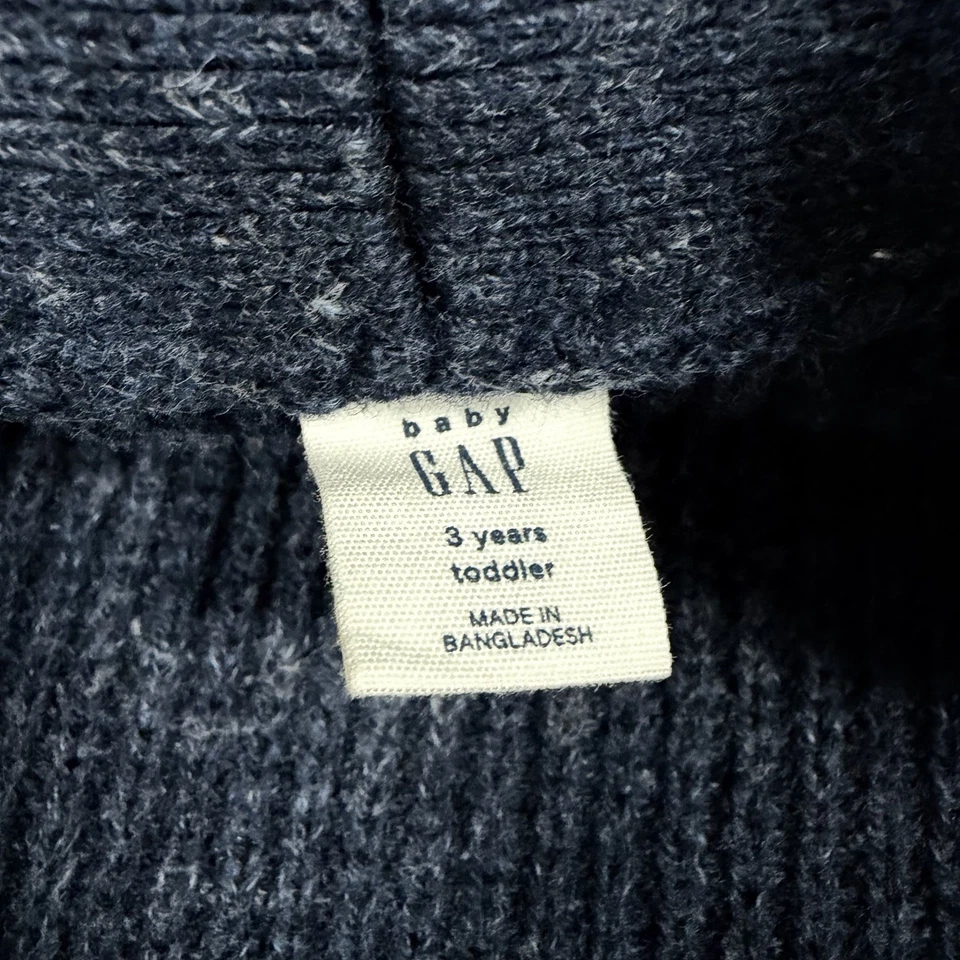 baby
GAP
3 years
toddler
MADE IN
BANGLADESH